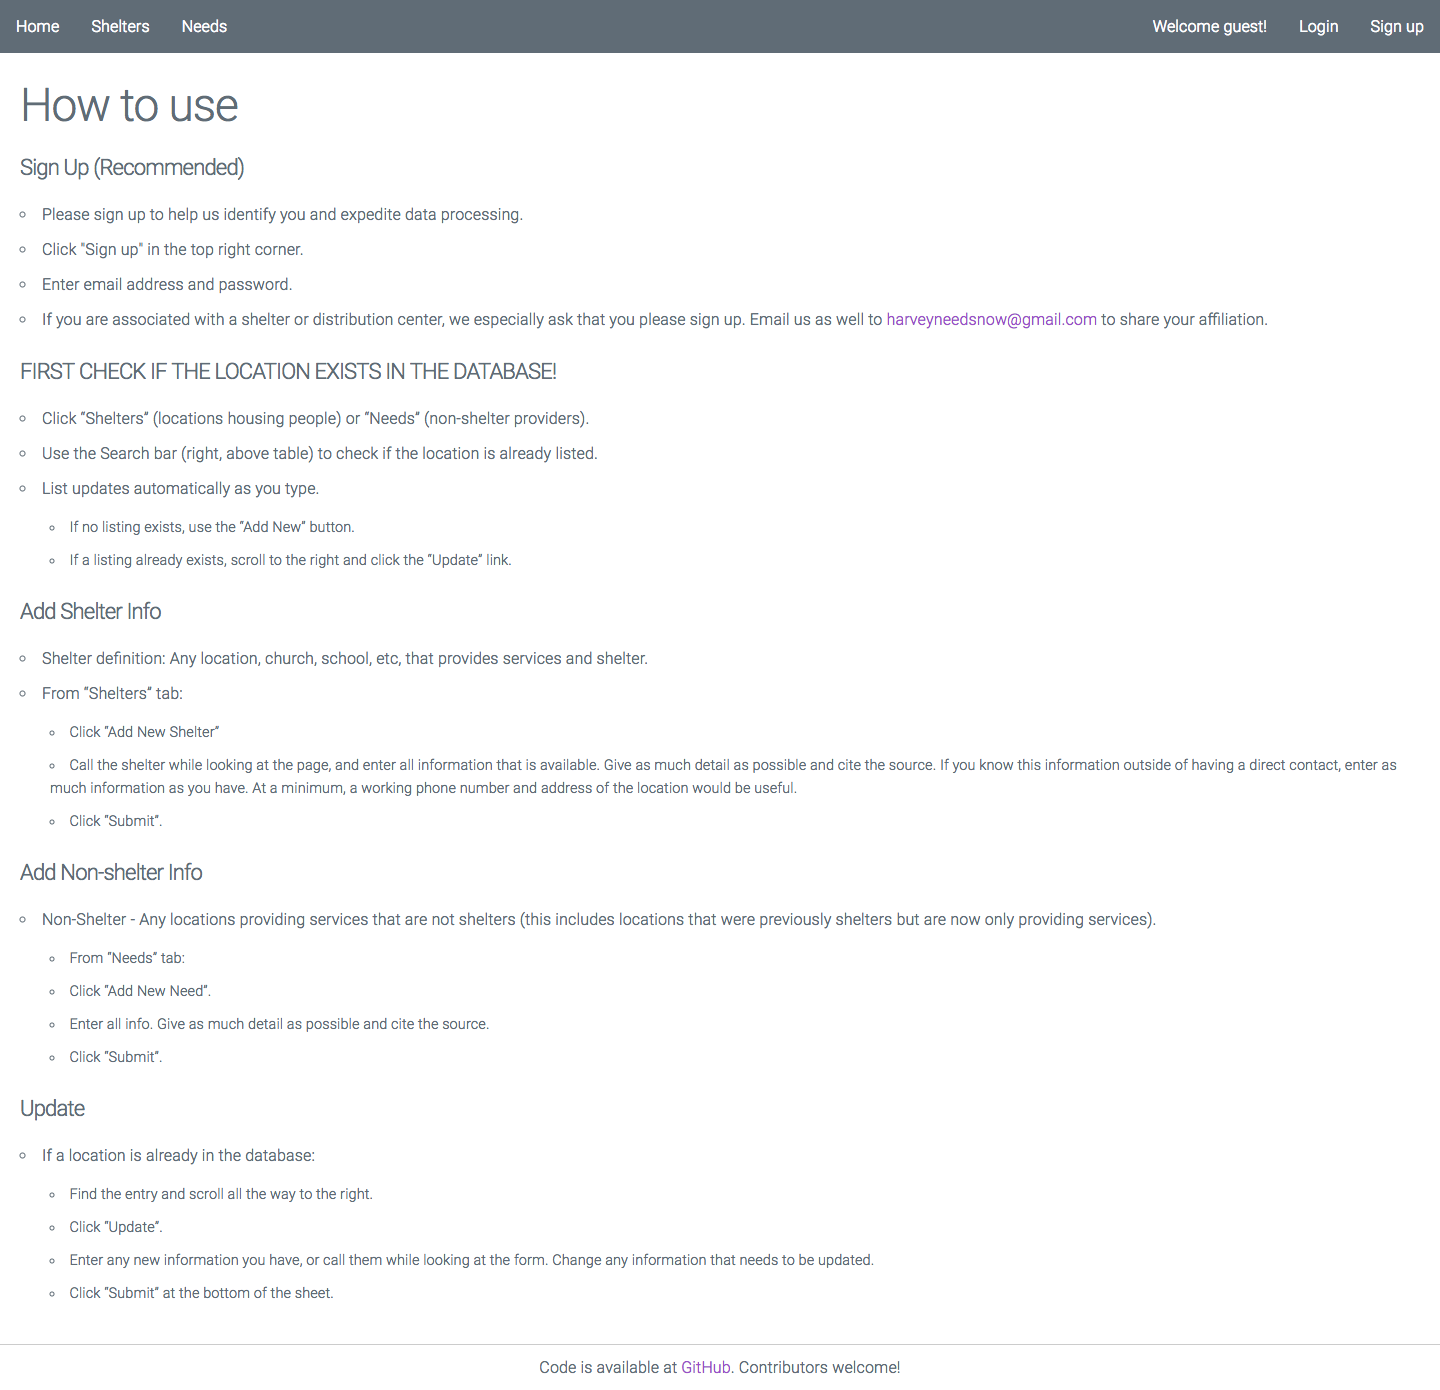 Home Shelters Needs Welcome guest! Login Sign up
How to use
Sign Up (Recommended)
Please sign up to help us identify you and expedite data processing.
Click "Sign up" in the top right corner.
Enter email address and password.
If you are associated with a shelter or distribution center, we especially ask that you please sign up. Email us as well to harveyneedsnow@gmail.com to share your affiliation.
FIRST CHECK IF THE LOCATION EXISTS IN THE DATABASE!
Click “Shelters” (locations housing people) or “Needs” (non-shelter providers).
Use the Search bar (right, above table) to check if the location is already listed.
List updates automatically as you type.
If no listing exists, use the “Add New” button.
If a listing already exists, scroll to the right and click the “Update” link.
Add Shelter Info
Shelter definition: Any location, church, school, etc, that provides services and shelter.
From “Shelters” tab:
Click “Add New Shelter”
Call the shelter while looking at the page, and enter all information that is available. Give as much detail as possible and cite the source. If you know this information outside of having a direct contact, enter as
much information as you have. At a minimum, a working phone number and address of the location would be useful.
Click “Submit”.
Add Non-shelter Info
Non-Shelter - Any locations providing services that are not shelters (this includes locations that were previously shelters but are now only providing services).
From “Needs” tab:
Click “Add New Need”.
Enter all info. Give as much detail as possible and cite the source.
Click “Submit”.
Update
If a location is already in the database:
Find the entry and scroll all the way to the right.
Click “Update”.
Enter any new information you have, or call them while looking at the form. Change any information that needs to be updated.
Click “Submit” at the bottom of the sheet.
Code is available at GitHub. Contributors welcome!